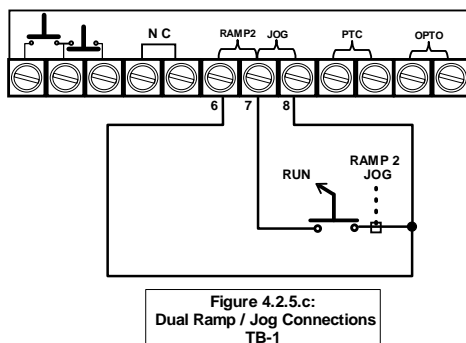 N C RAMP2 JOG PTC OPTO
6 7 8
RAMP 2
RUN JOG
Figure 4.2.5.c:
Dual Ramp / Jog Connections
TB-1